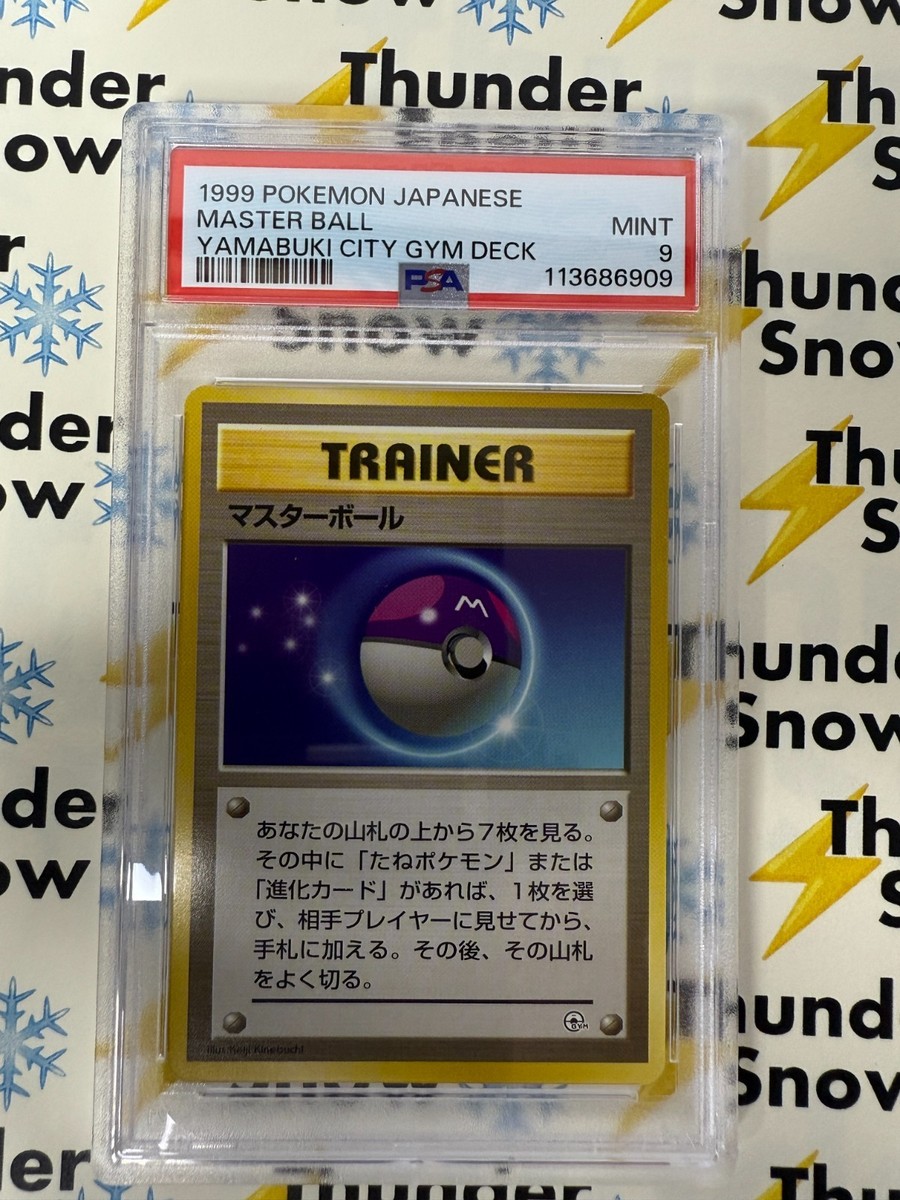 Thunder
Snow
1999 POKEMON JAPANESE
MASTER BALL
MINT
YAMABUKI CITY GYM DECK
9
PSA
113686909
TRAINER
マスターボール
M
あなたの山札の上から7枚を見る。
その中に「たねポケモン」または
「進化カード」があれば、1枚を選
び、相手プレイヤーに見せてから、
手札に加える。その後、その山札
をよく切る。
GYM
Illus. Keiji Kinebuchi